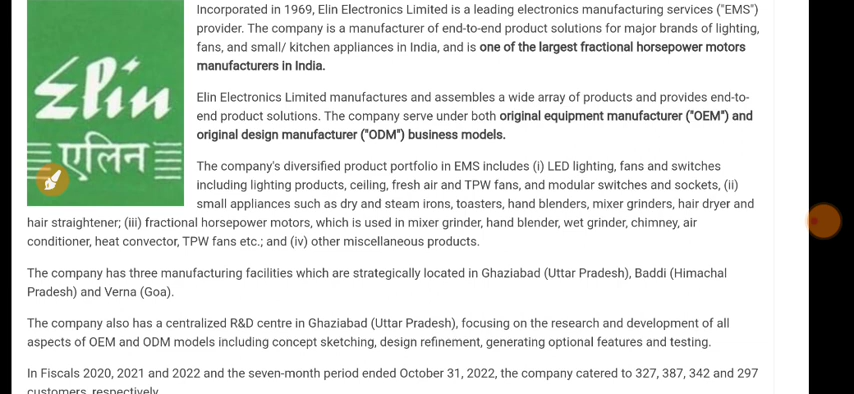 Incorporated in 1969, Elin Electronics Limited is a leading electronics manufacturing services ("EMS")
provider. The company is a manufacturer of end-to-end product solutions for major brands of lighting,
fans, and small/ kitchen appliances in India, and is one of the largest fractional horsepower motors
manufacturers in India.
Elin
एलिन
Elin Electronics Limited manufactures and assembles a wide array of products and provides end-to-
end product solutions. The company serve under both original equipment manufacturer ("OEM") and
original design manufacturer ("ODM") business models.
The company's diversified product portfolio in EMS includes (i) LED lighting, fans and switches
including lighting products, ceiling, fresh air and TPW fans, and modular switches and sockets, (ii)
small appliances such as dry and steam irons, toasters, hand blenders, mixer grinders, hair dryer and
hair straightener; (iii) fractional horsepower motors, which is used in mixer grinder, hand blender, wet grinder, chimney, air
conditioner, heat convector, TPW fans etc.; and (iv) other miscellaneous products.
The company has three manufacturing facilities which are strategically located in Ghaziabad (Uttar Pradesh), Baddi (Himachal
Pradesh) and Verna (Goa).
The company also has a centralized R&D centre in Ghaziabad (Uttar Pradesh), focusing on the research and development of all
aspects of OEM and ODM models including concept sketching, design refinement, generating optional features and testing.
In Fiscals 2020, 2021 and 2022 and the seven-month period ended October 31, 2022, the company catered to 327, 387, 342 and 297
customers, respectively.